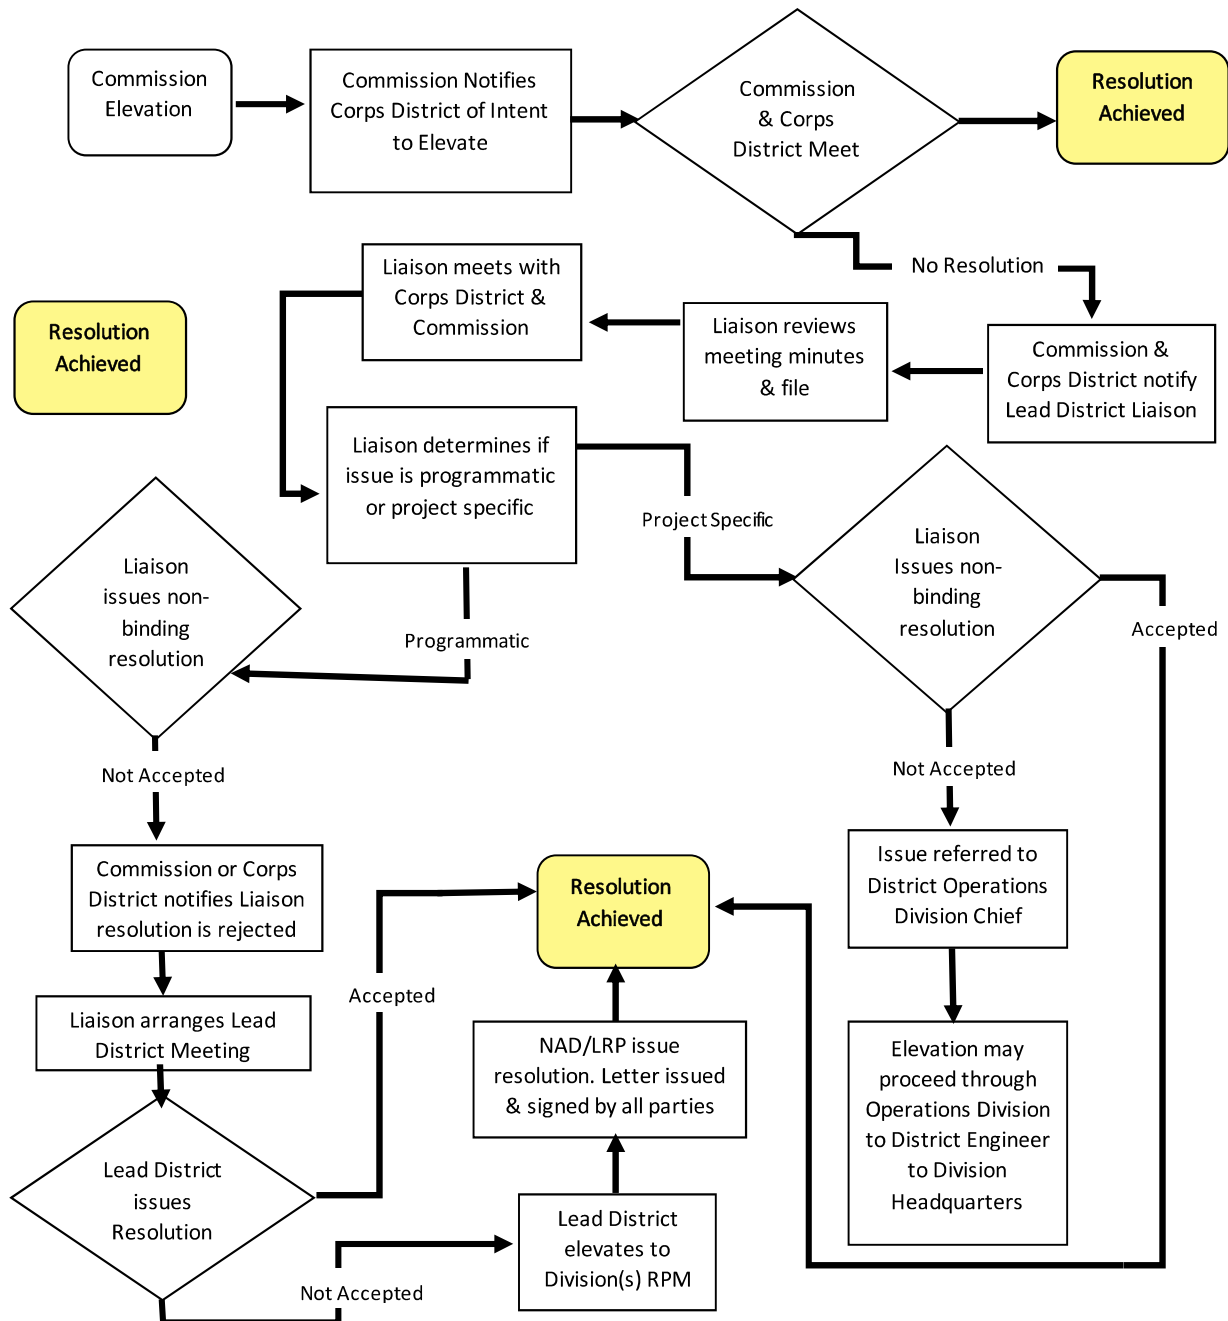 Commission
Elevation
Commission Notifies
Corps District of Intent
to Elevate
Commission
& Corps
District Meet
Resolution
Achieved
No Resolution
Liaison meets with
Corps District &
Commission
Liaison reviews
meeting minutes
& file
Commission &
Corps District notify
Lead District Liaison
Resolution
Achieved
Liaison determines if
issue is programmatic
or project specific
Project Specific
Programmatic
Liaison
issues non-
binding
resolution
Liaison
Issues non-
binding
resolution
Accepted
Not Accepted
Not Accepted
Commission or Corps
District notifies Liaison
resolution is rejected
Resolution
Achieved
Issue referred to
District Operations
Division Chief
Accepted
Liaison arranges Lead
District Meeting
NAD/LRP issue
resolution. Letter issued
& signed by all parties
Elevation may
proceed through
Operations Division
to District Engineer
to Division
Headquarters
Lead District
issues
Resolution
Lead District
elevates to
Division(s) RPM
Not Accepted